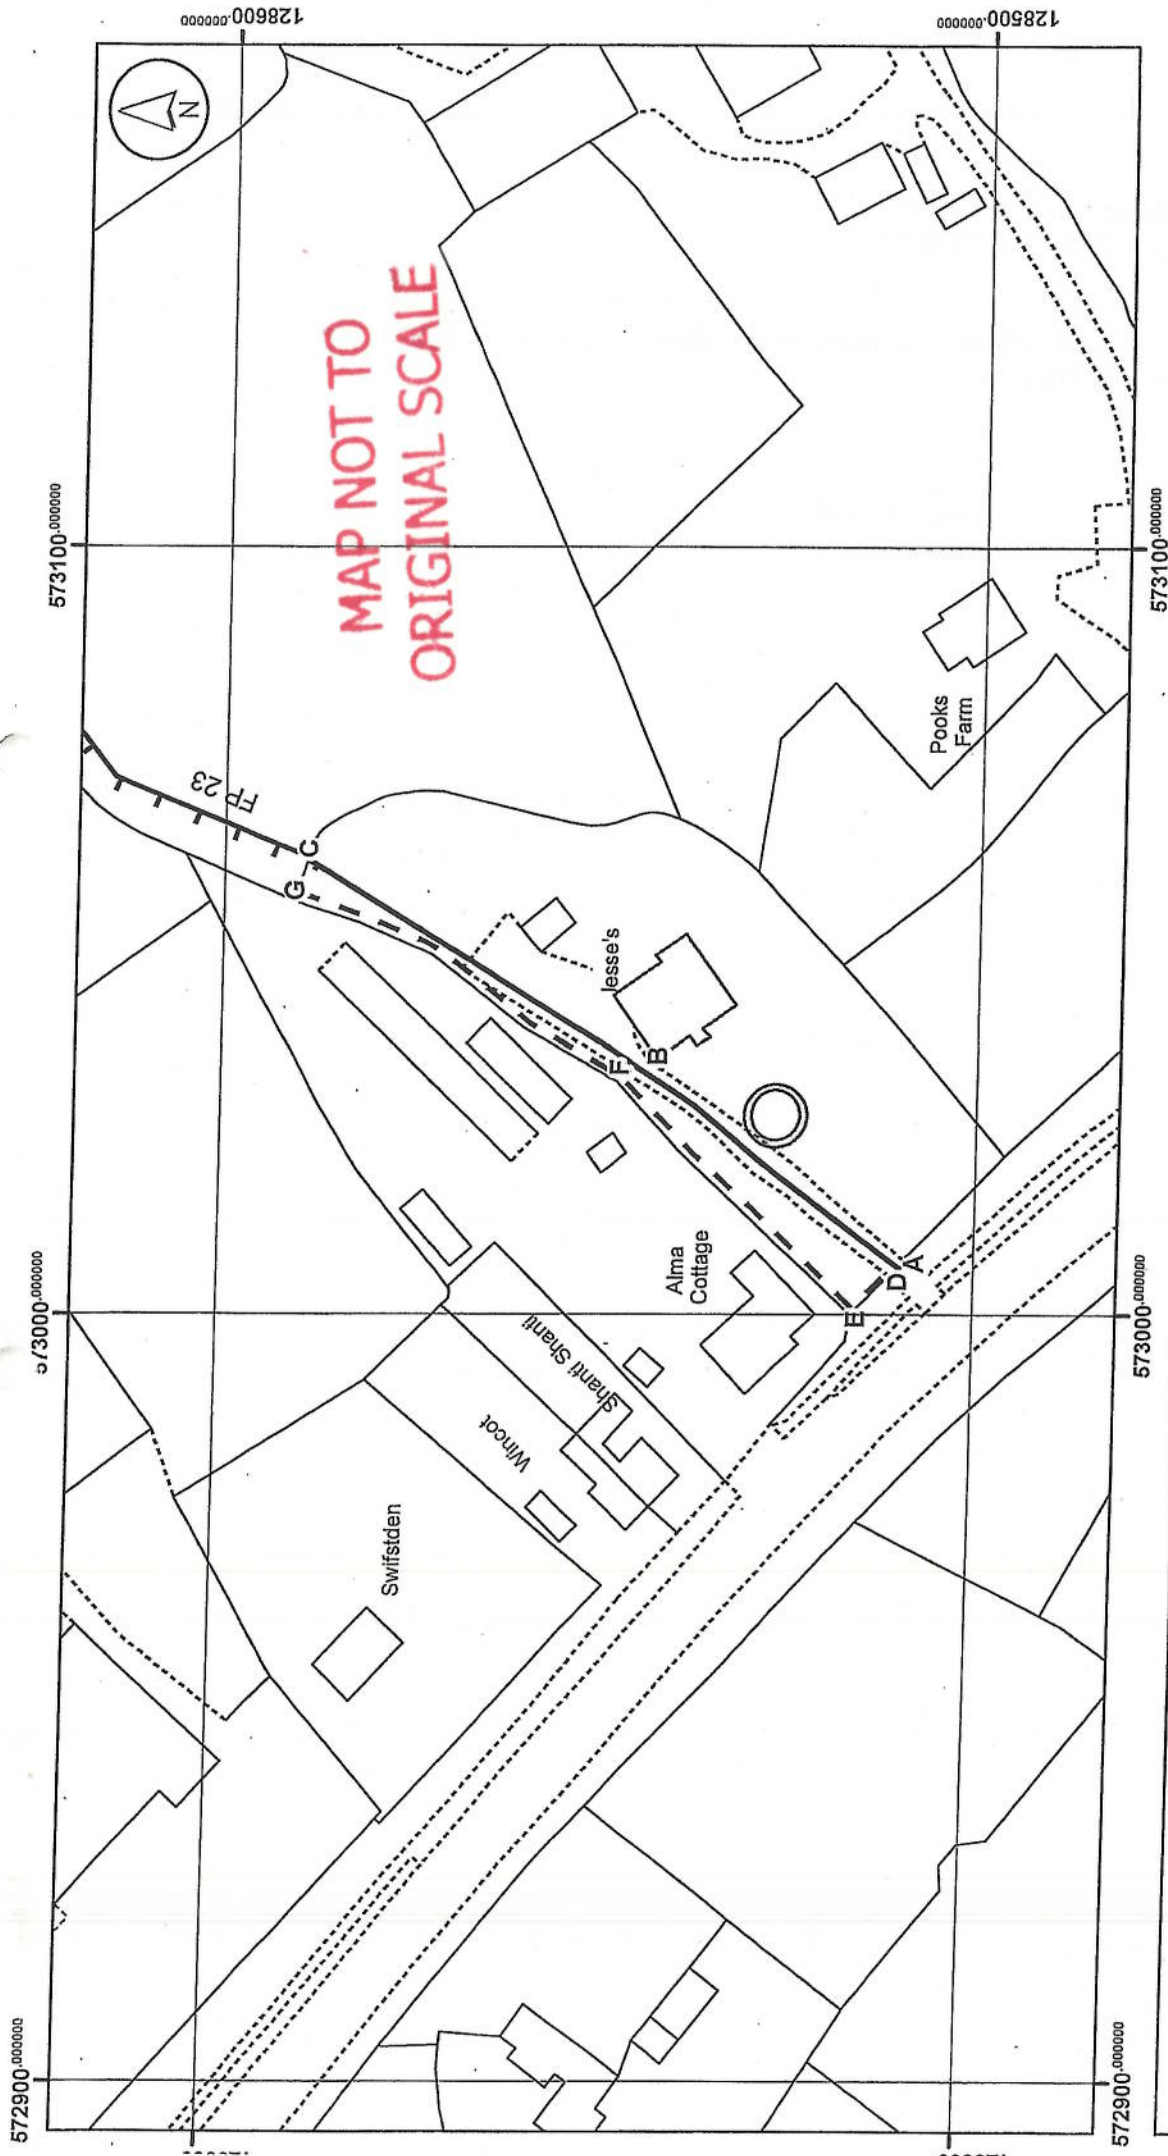 128600.000000
128500.000000
N
MAP NOT TO
ORIGINAL SCALE
573100.000000
573100.000000
FP 23
C
G
Pooks
Farm
Jesse's
F
B
Alma
Cottage
A
D
E
573000.000000
573000.000000
Shanti Shanti
Wincot
Swifstden
572900.000000
572900.000000